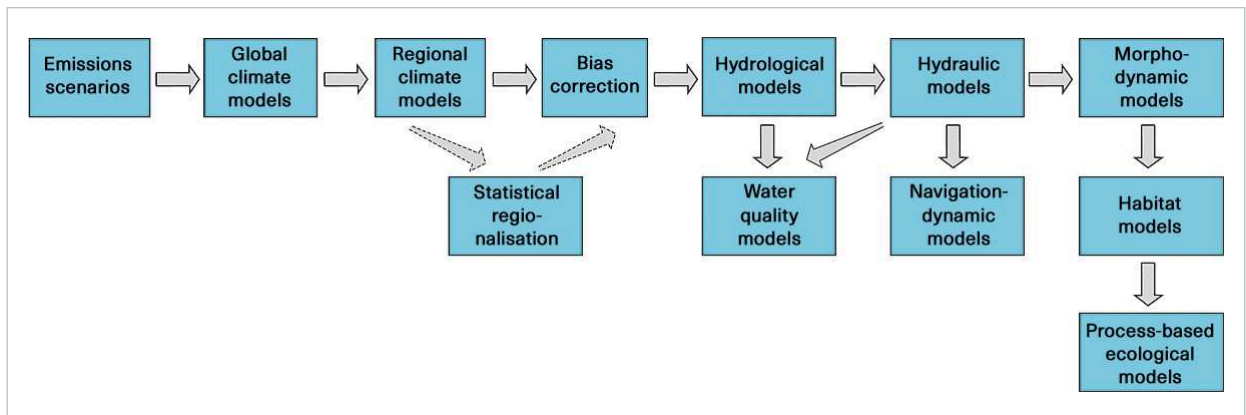 Emissions
scenarios
Global
climate
models
Regional
climate
models
Bias
correction
Hydrological
models
Hydraulic
models
Morpho-
dynamic
models
Statistical
regio-
nalisation
Water
quality
models
Navigation-
dynamic
models
Habitat
models
Process-based
ecological
models